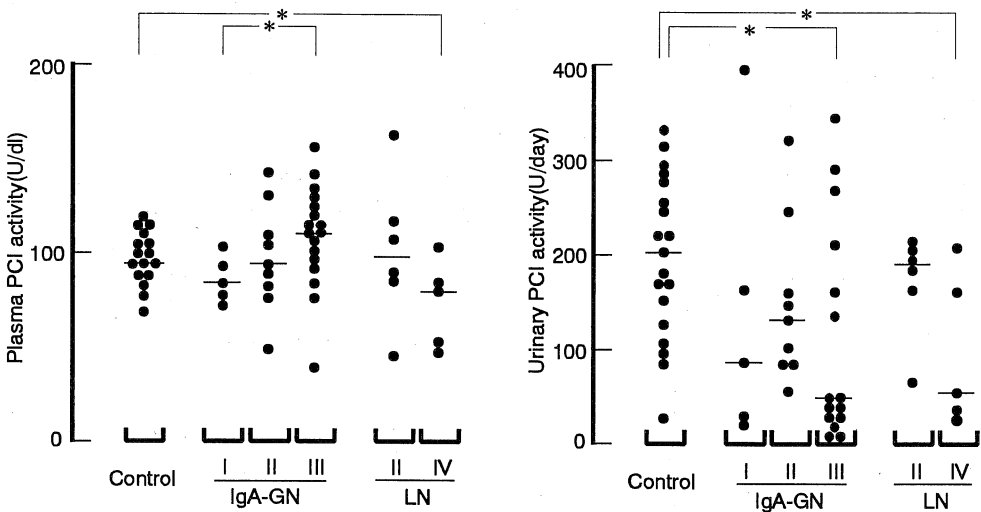 *
*
200
100
0
Plasma PCI activity(U/dl)
Control
I II III
IgA-GN
II IV
LN
*
*
400
300
200
100
0
Urinary PCI activity(U/day)
Control
I II III
IgA-GN
II IV
LN